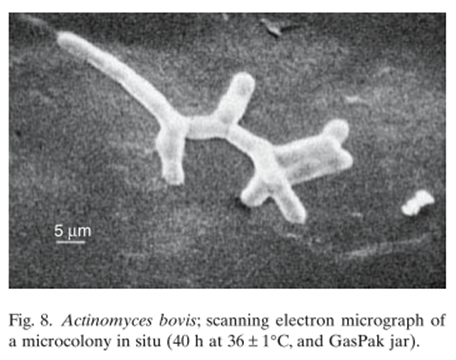 5 μm
Fig. 8. Actinomyces bovis; scanning electron micrograph of
a microcolony in situ (40 h at 36 ± 1°C, and GasPak jar).